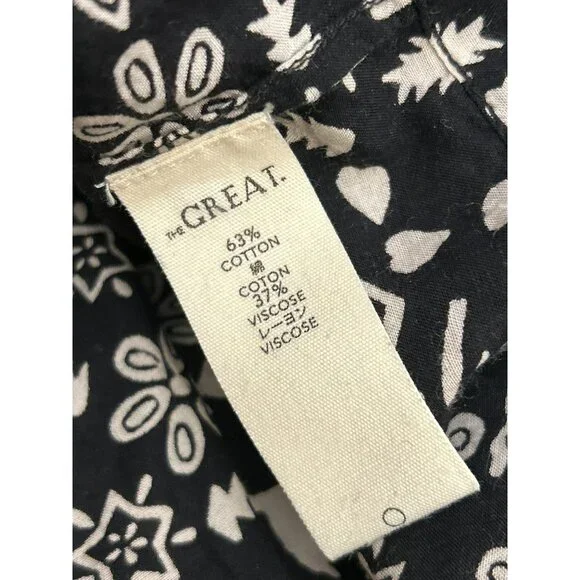 THE GREAT.
63%
COTTON
綿
COTON
37%
VISCOSE
レーヨン
VISCOSE